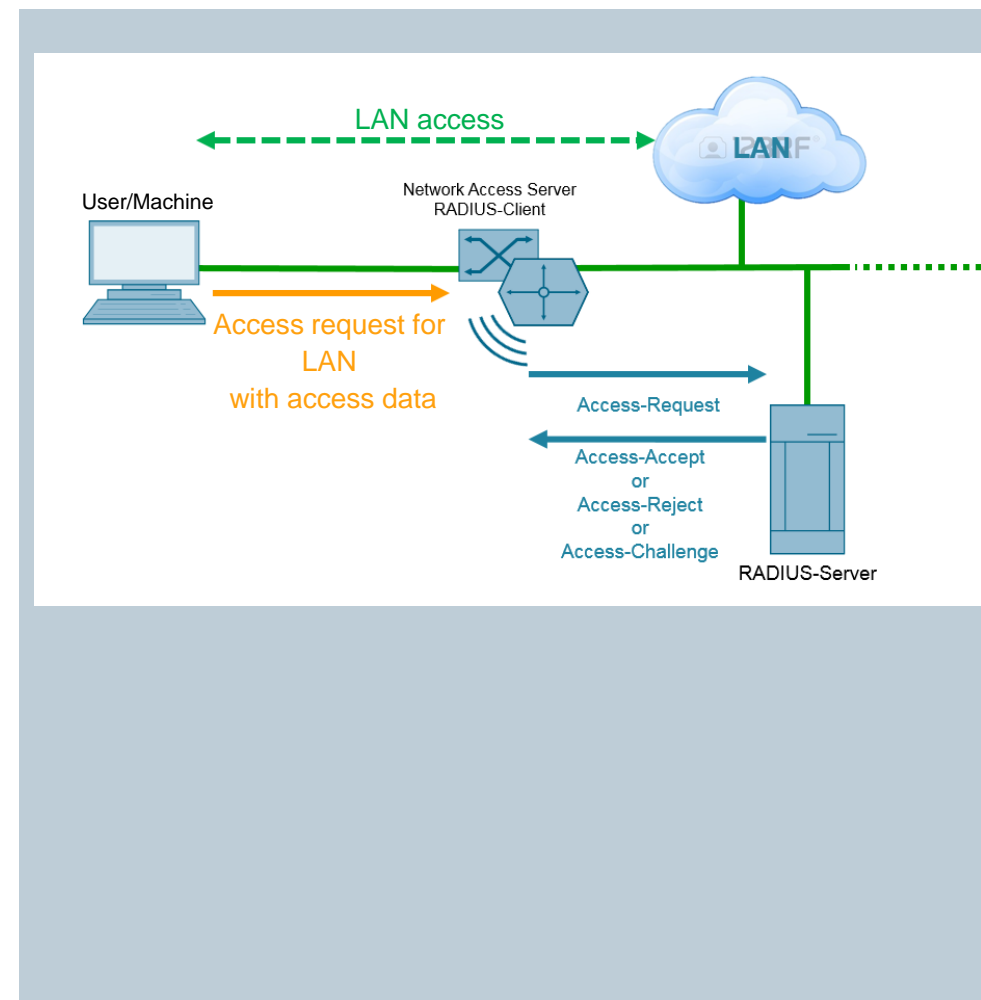 LAN access
LAN
User/Machine
Network Access Server
RADIUS-Client
Access request for
LAN
with access data
Access-Request
Access-Accept
or
Access-Reject
or
Access-Challenge
RADIUS-Server